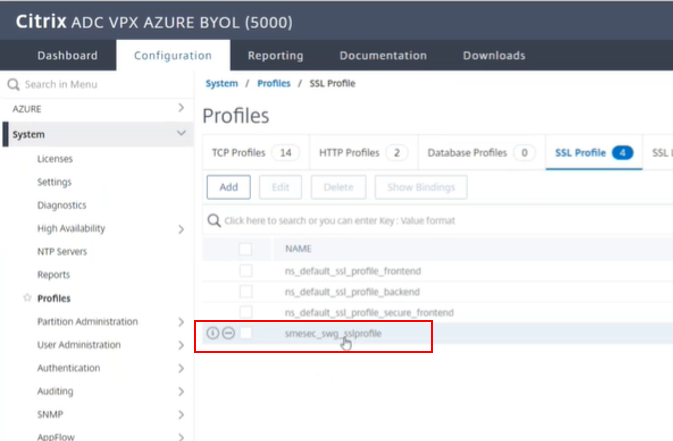 Citrix ADC VPX AZURE BYOL (5000)
Dashboard Configuration Reporting Documentation Downloads
Search in Menu
AZURE
System
Licenses
Settings
Diagnostics
High Availability
NTP Servers
Reports
Profiles
Partition Administration
User Administration
Authentication
Auditing
SNMP
AppFlow
System / Profiles / SSL Profile
Profiles
TCP Profiles 14 HTTP Profiles 2 Database Profiles 0 SSL Profile 4 SSL
Add Edit Delete Show Bindings
Click here to search or you can enter Key : Value format
NAME
ns_default_ssl_profile_frontend
ns_default_ssl_profile_backend
ns_default_ssl_profile_secure_frontend
smesec_swg_sslprofile